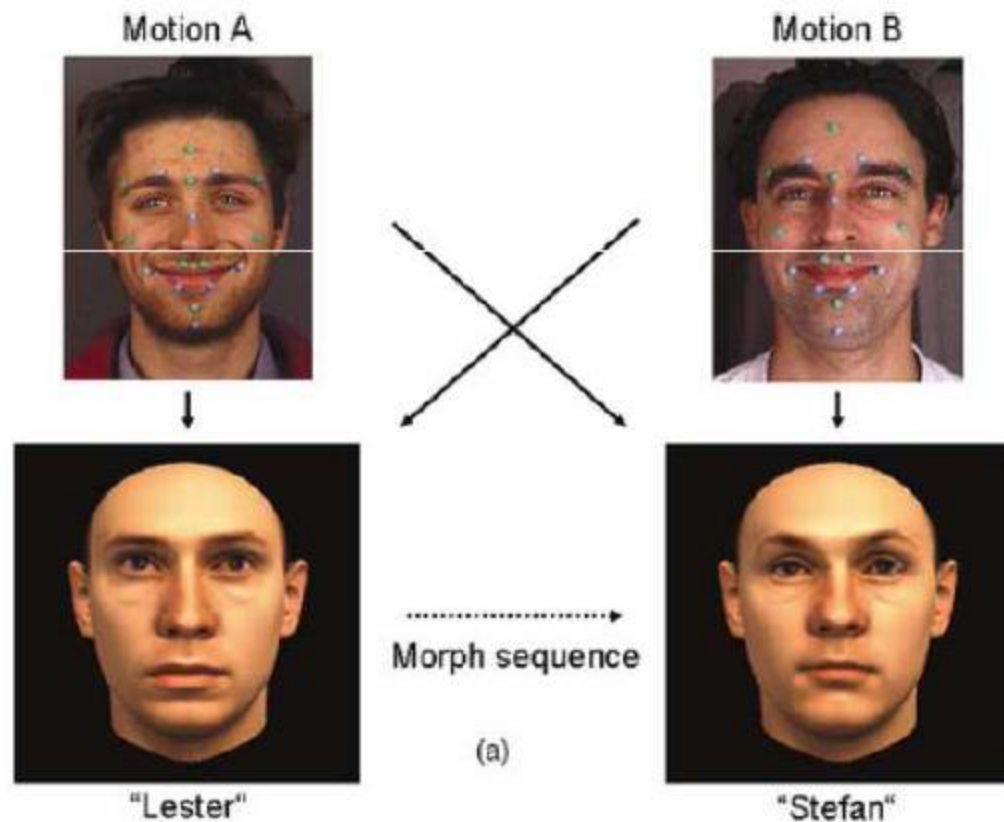 Motion A
Motion B
Morph sequence
(a)
"Lester"
"Stefan"